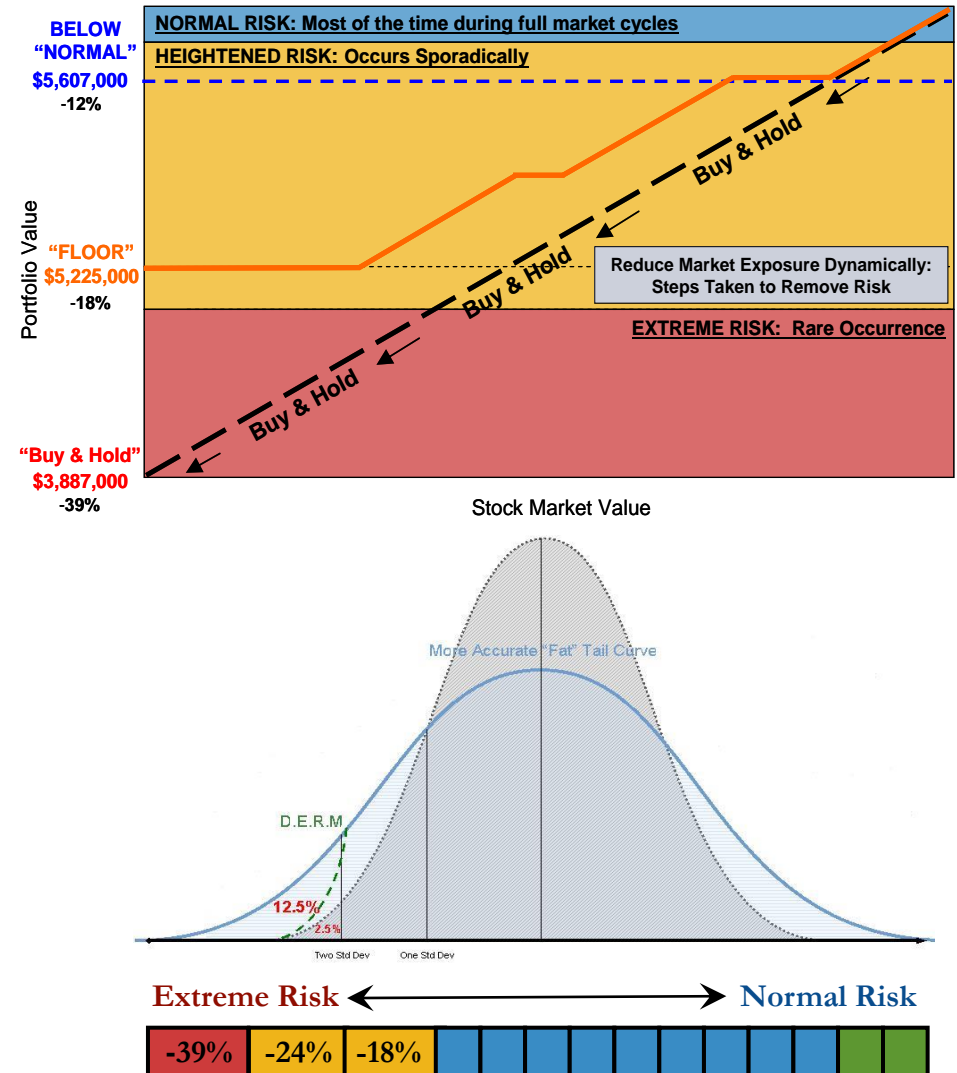 BELOW
“NORMAL”
$5,607,000
-12%
NORMAL RISK: Most of the time during full market cycles
HEIGHTENED RISK: Occurs Sporadically
Buy & Hold
Portfolio Value
“FLOOR”
$5,225,000
-18%
Buy & Hold
Reduce Market Exposure Dynamically:
Steps Taken to Remove Risk
EXTREME RISK: Rare Occurrence
Buy & Hold
“Buy & Hold”
$3,887,000
-39%
Stock Market Value
More Accurate “Fat” Tail Curve
D.E.R.M
12.5%
2.5%
Two Std Dev
One Std Dev
Extreme Risk
Normal Risk
-39%
-24%
-18%